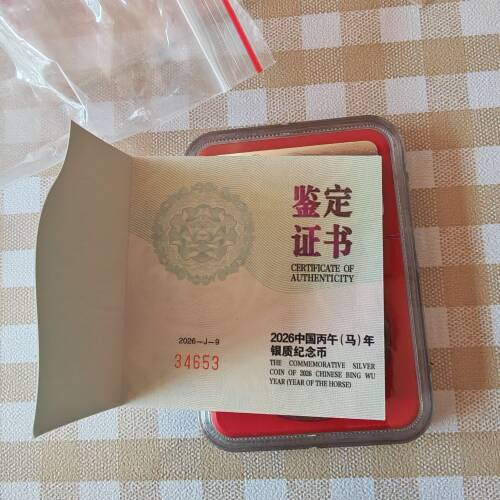 鉴定
证书
CERTIFICATE OF
AUTHENTICITY
2026—J—9
34653
2026中国丙午(马)年
银质纪念币
THE COMMEMORATIVE SILVER
COIN OF 2026 CHINESE BING WU
YEAR (YEAR OF THE HORSE)